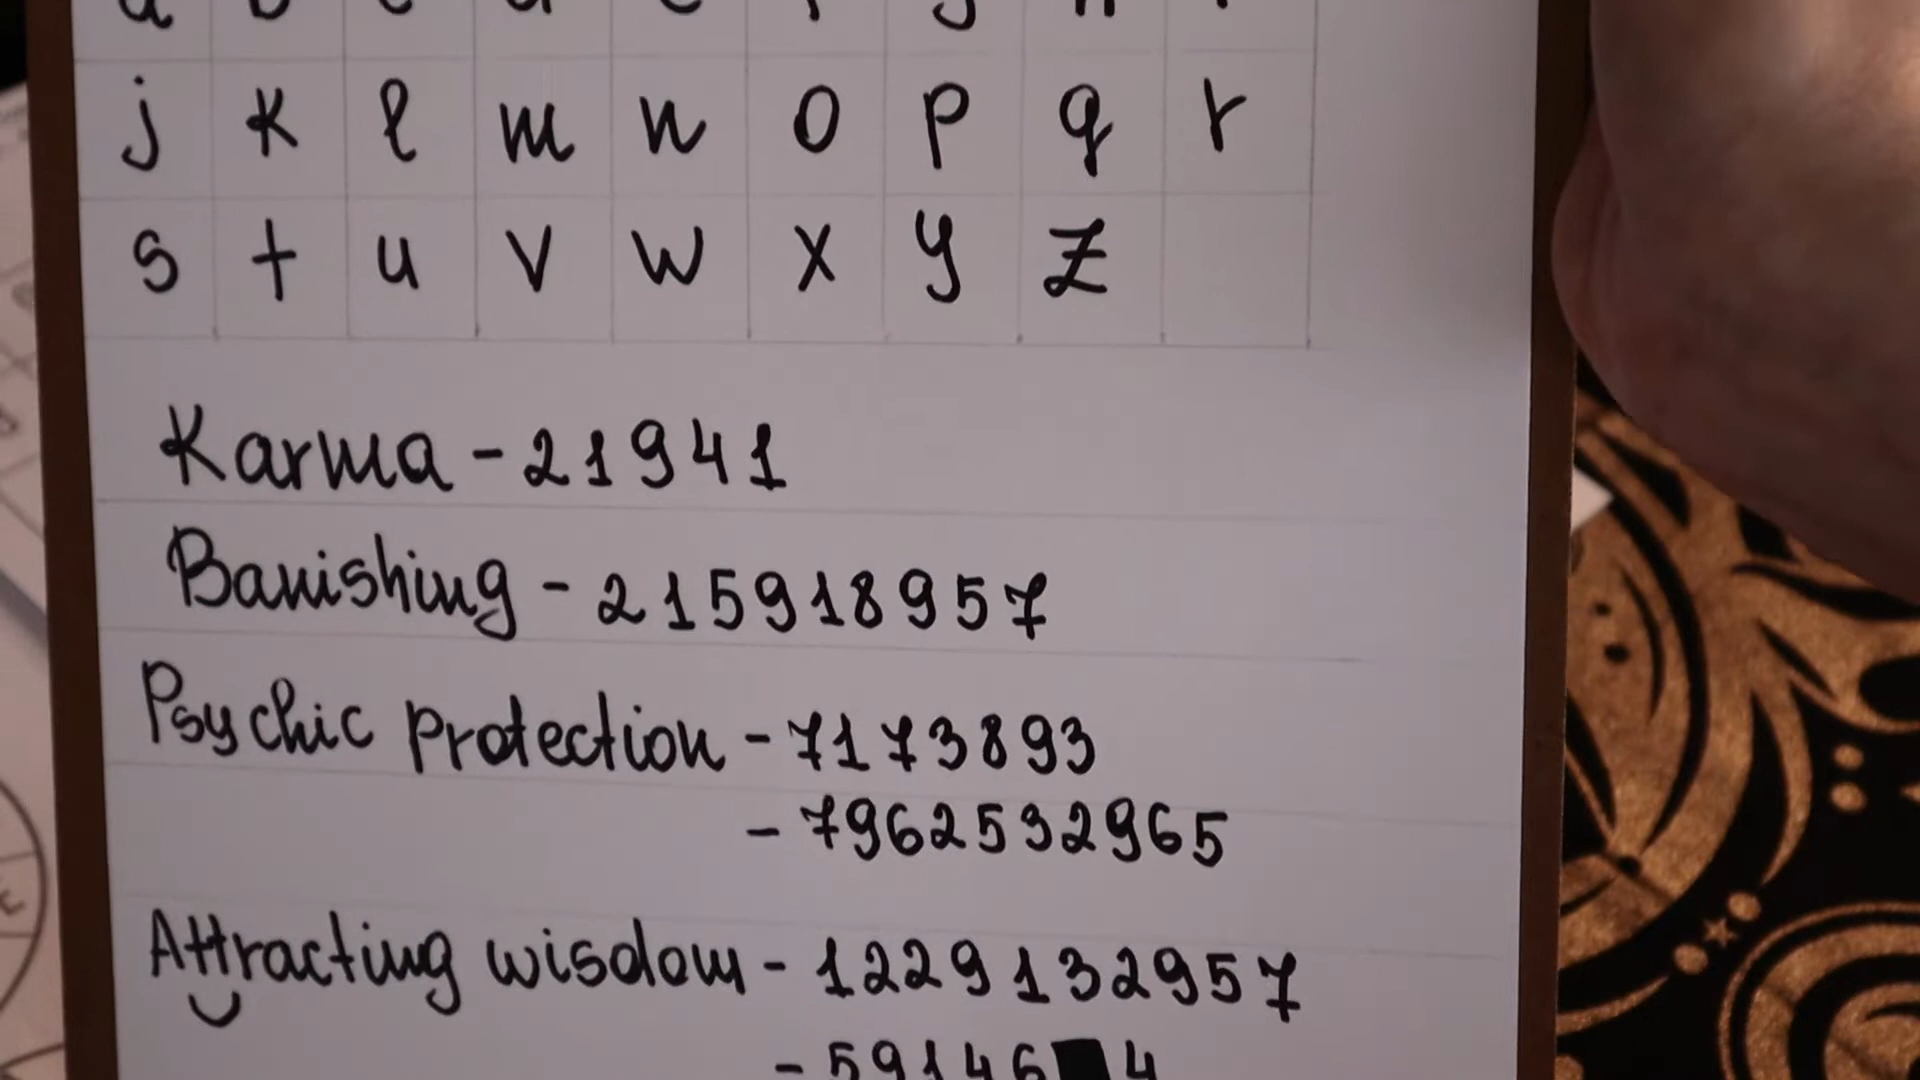 a b c d e f g h i
j k l m n o p q r
s t u v w x y z
Karma - 21941
Banishing - 215918957
Psychic protection - 7173893
- 7962532965
Attracting wisdom - 1229132957